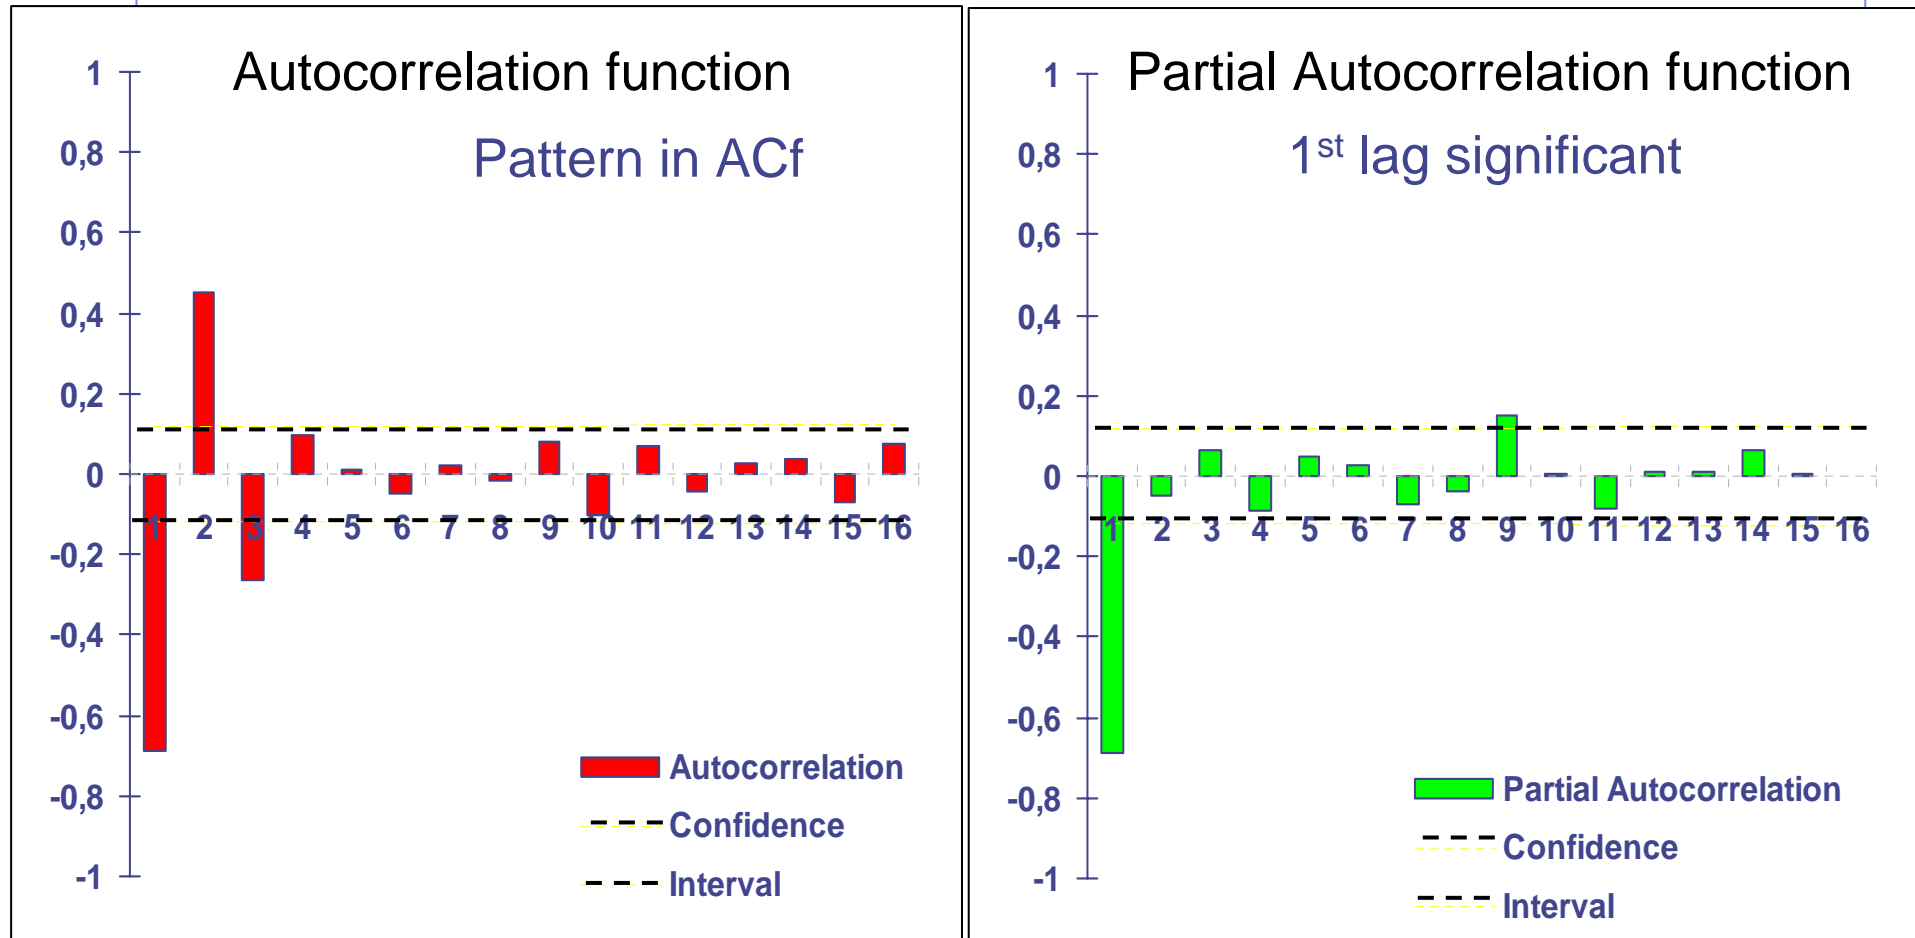 Autocorrelation function
Pattern in ACf
1
0,8
0,6
0,4
0,2
0
-0,2
-0,4
-0,6
-0,8
-1
1 2 3 4 5 6 7 8 9 10 11 12 13 14 15 16
Autocorrelation
Confidence
Interval
Partial Autocorrelation function
1st lag significant
1
0,8
0,6
0,4
0,2
0
-0,2
-0,4
-0,6
-0,8
-1
1 2 3 4 5 6 7 8 9 10 11 12 13 14 15 16
Partial Autocorrelation
Confidence
Interval